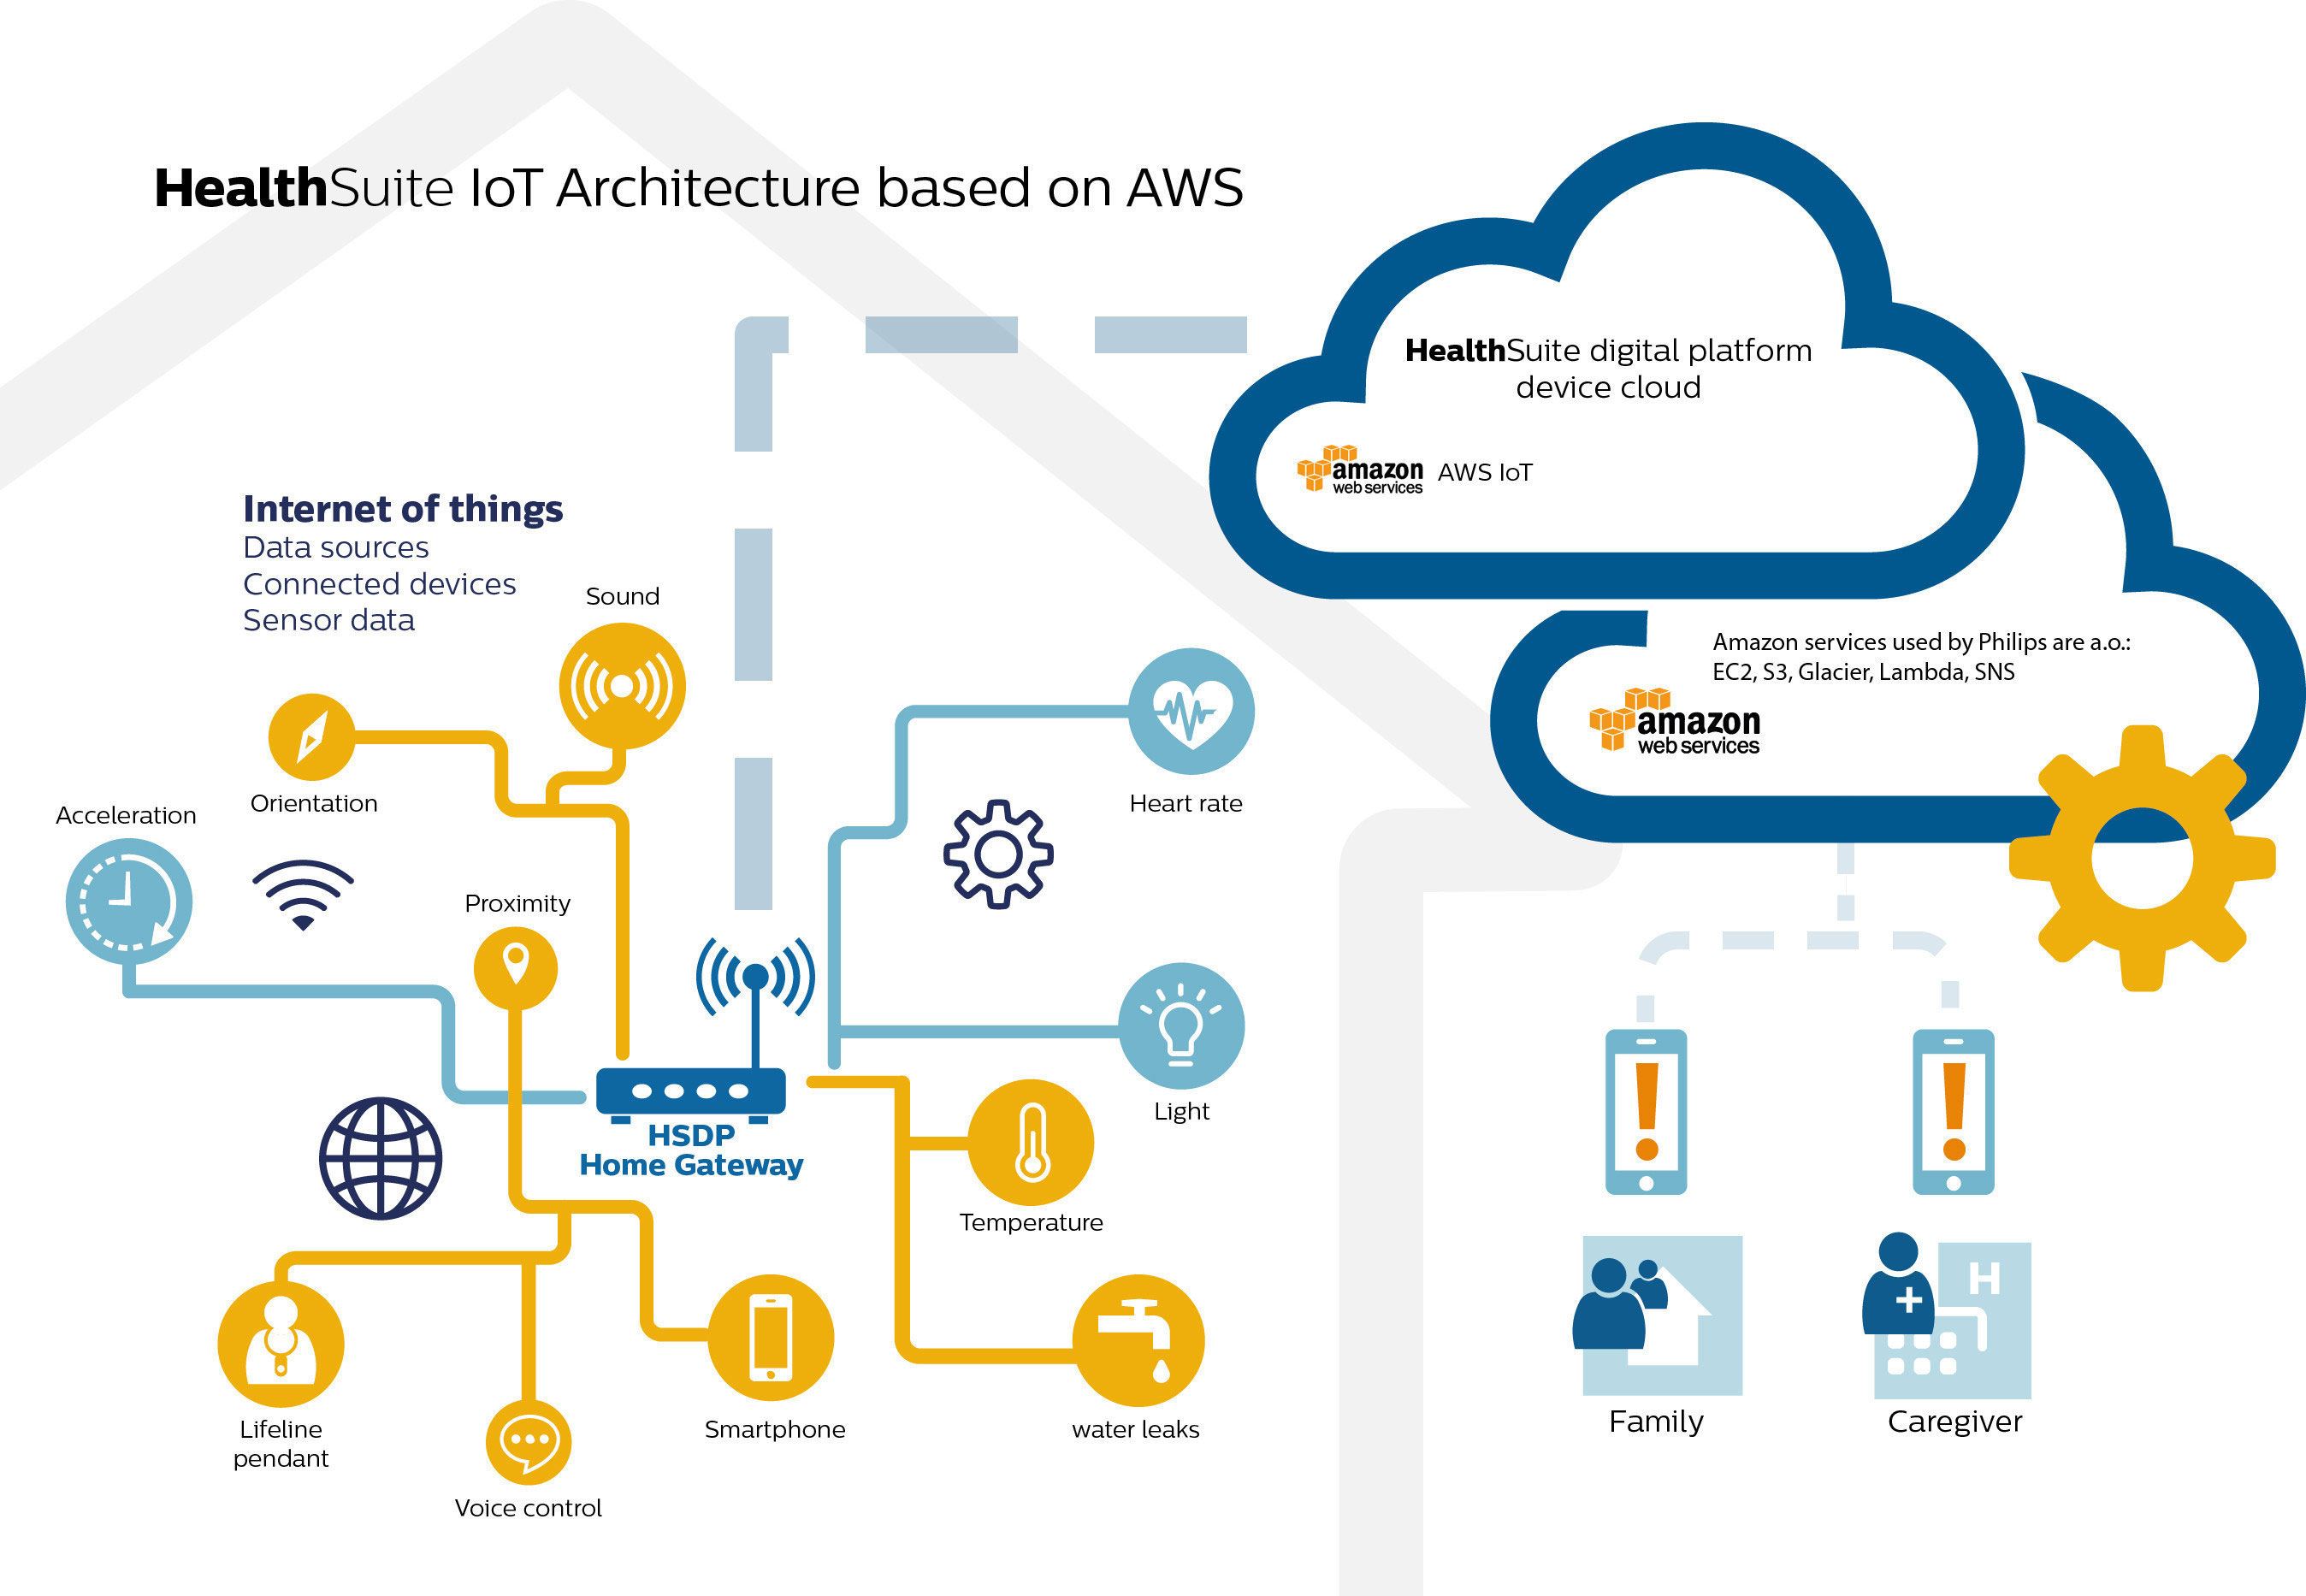 HealthSuite IoT Architecture based on AWS
HealthSuite digital platform
device cloud
amazon
web services
AWS IoT
Internet of things
Data sources
Connected devices
Sensor data
Sound
Amazon services used by Philips are a.o.:
EC2, S3, Glacier, Lambda, SNS
amazon
web services
Orientation
Heart rate
Acceleration
Proximity
Light
HSDP
Home Gateway
Temperature
H
Lifeline
pendant
Smartphone
water leaks
Family
Caregiver
Voice control